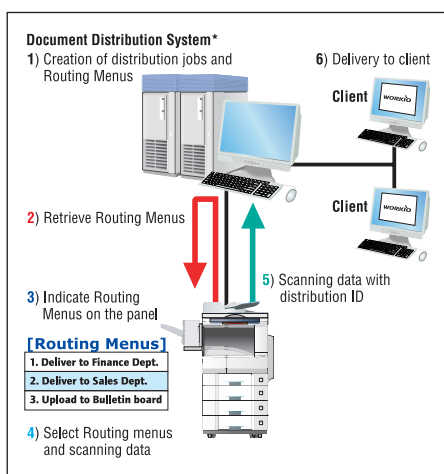 Document Distribution System*
1) Creation of distribution jobs and
Routing Menus
6) Delivery to client
Client
WORKIO
Client
WORKIO
2) Retrieve Routing Menus
5) Scanning data with
distribution ID
3) Indicate Routing
Menus on the panel
[Routing Menus]
1. Deliver to Finance Dept.
2. Deliver to Sales Dept.
3. Upload to Bulletin board
4) Select Routing menus
and scanning data